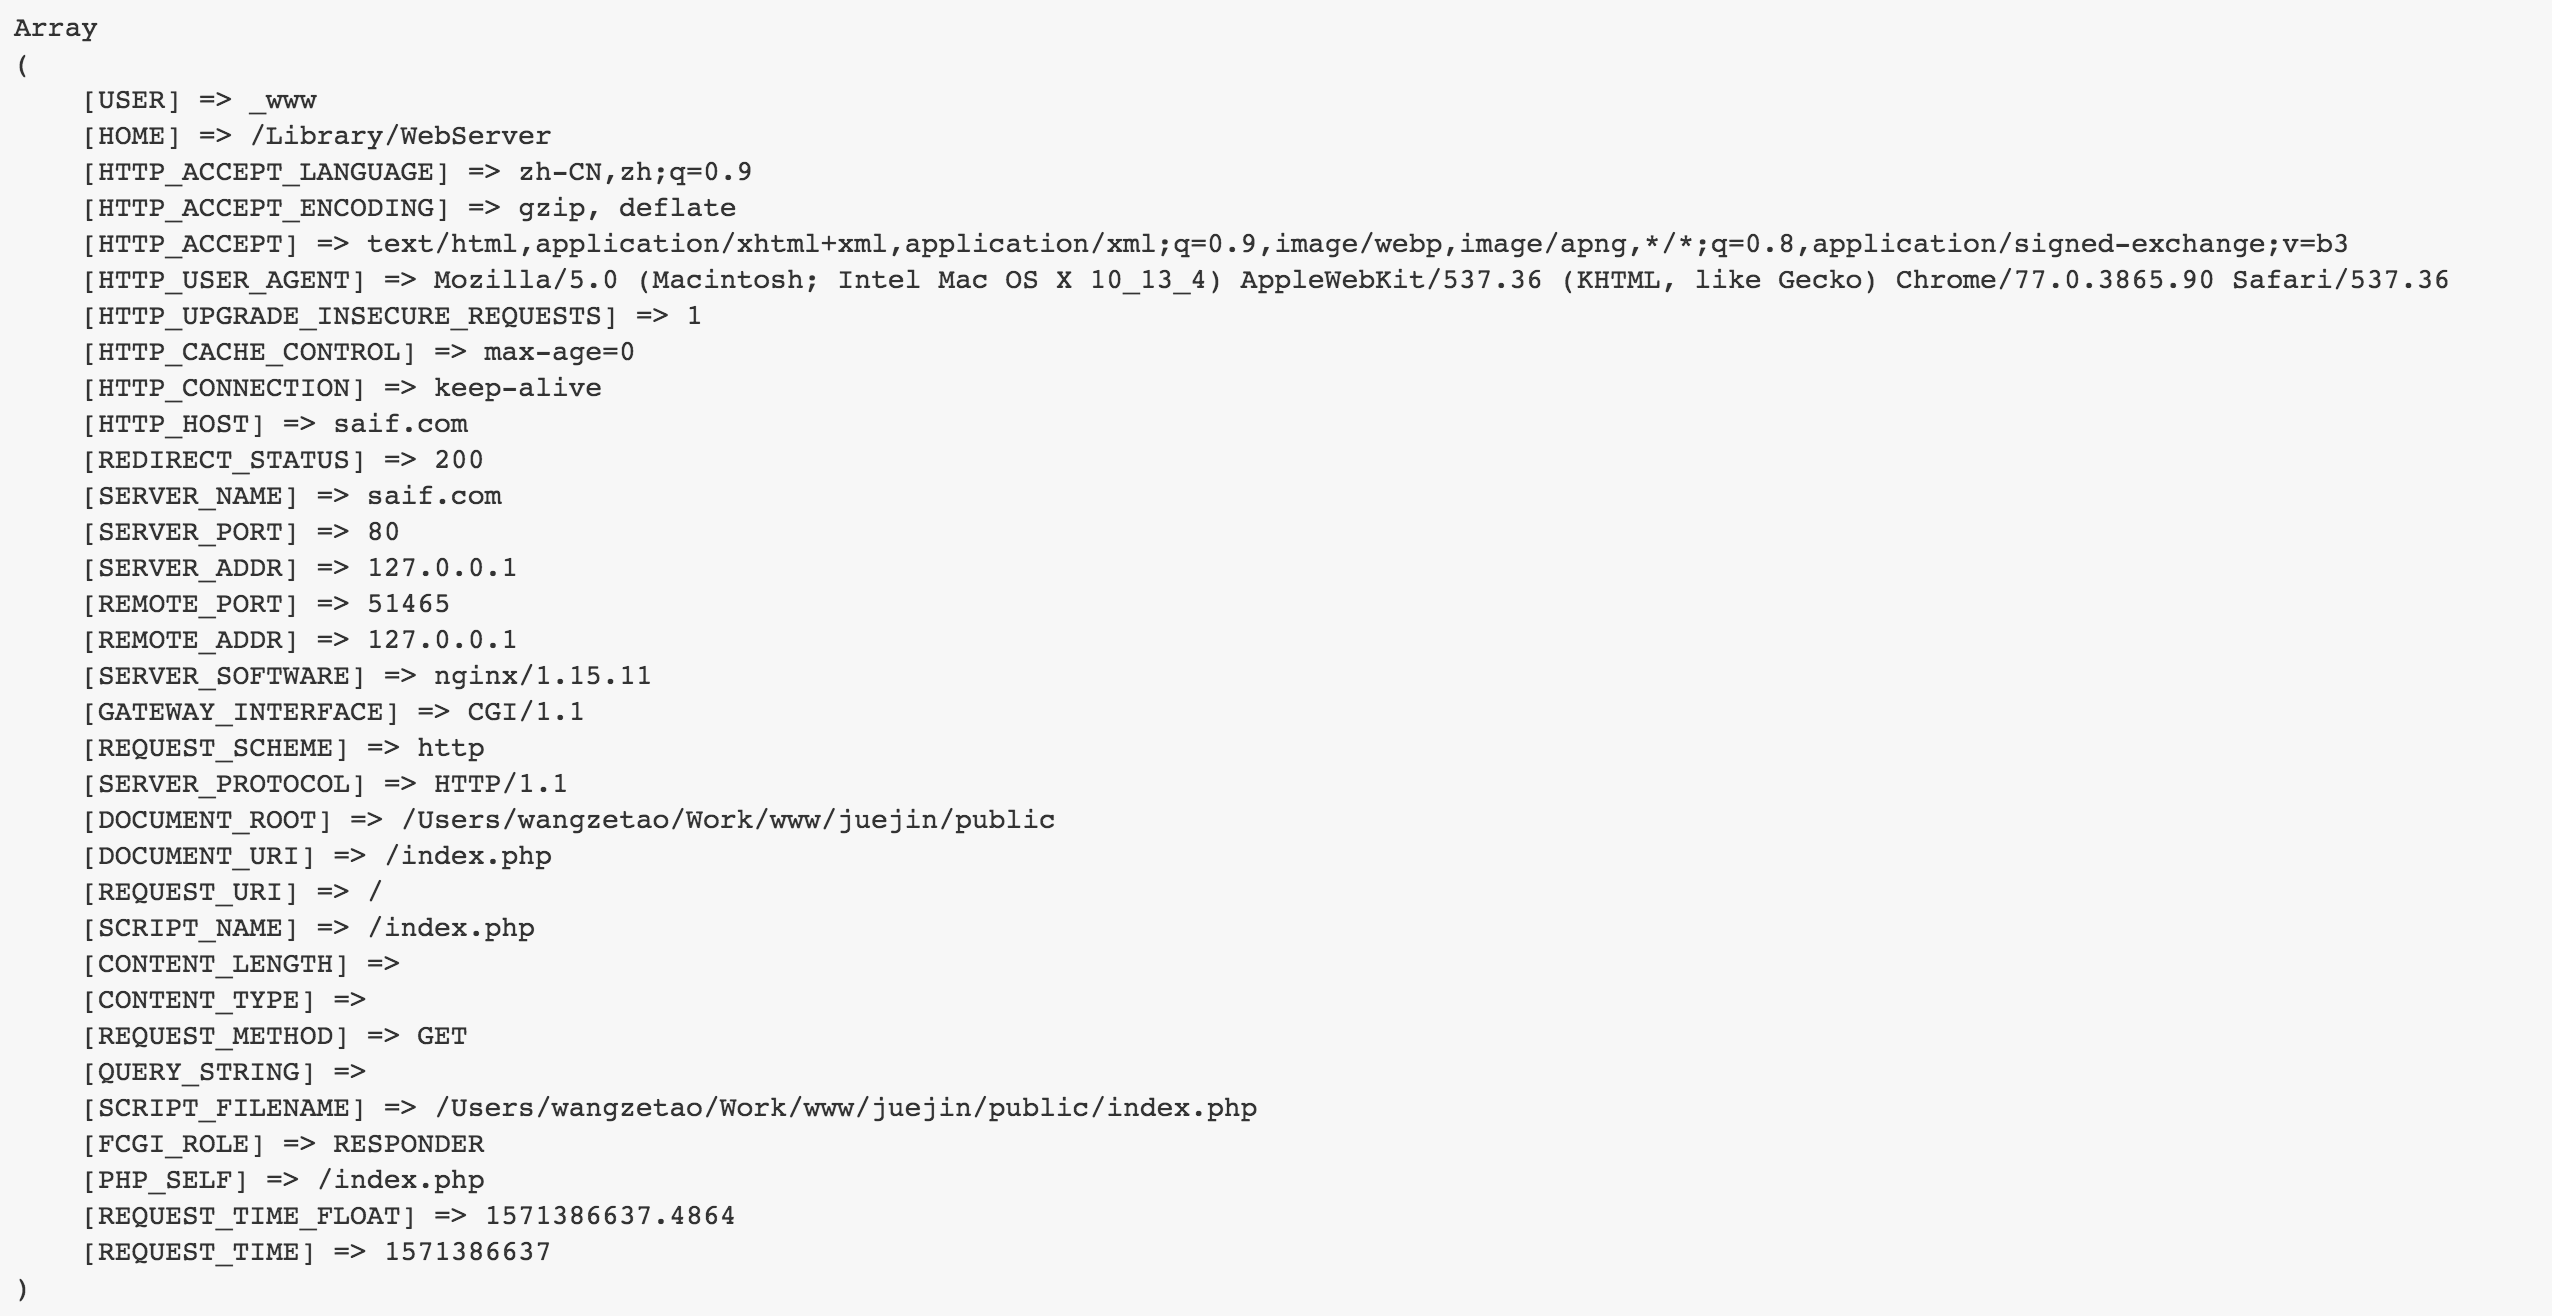 Array
(
    [USER] => _www
    [HOME] => /Library/WebServer
    [HTTP_ACCEPT_LANGUAGE] => zh-CN,zh;q=0.9
    [HTTP_ACCEPT_ENCODING] => gzip, deflate
    [HTTP_ACCEPT] => text/html,application/xhtml+xml,application/xml;q=0.9,image/webp,image/apng,*/*;q=0.8,application/signed-exchange;v=b3
    [HTTP_USER_AGENT] => Mozilla/5.0 (Macintosh; Intel Mac OS X 10_13_4) AppleWebKit/537.36 (KHTML, like Gecko) Chrome/77.0.3865.90 Safari/537.36
    [HTTP_UPGRADE_INSECURE_REQUESTS] => 1
    [HTTP_CACHE_CONTROL] => max-age=0
    [HTTP_CONNECTION] => keep-alive
    [HTTP_HOST] => saif.com
    [REDIRECT_STATUS] => 200
    [SERVER_NAME] => saif.com
    [SERVER_PORT] => 80
    [SERVER_ADDR] => 127.0.0.1
    [REMOTE_PORT] => 51465
    [REMOTE_ADDR] => 127.0.0.1
    [SERVER_SOFTWARE] => nginx/1.15.11
    [GATEWAY_INTERFACE] => CGI/1.1
    [REQUEST_SCHEME] => http
    [SERVER_PROTOCOL] => HTTP/1.1
    [DOCUMENT_ROOT] => /Users/wangzetao/Work/www/juejin/public
    [DOCUMENT_URI] => /index.php
    [REQUEST_URI] => /
    [SCRIPT_NAME] => /index.php
    [CONTENT_LENGTH] =>
    [CONTENT_TYPE] =>
    [REQUEST_METHOD] => GET
    [QUERY_STRING] =>
    [SCRIPT_FILENAME] => /Users/wangzetao/Work/www/juejin/public/index.php
    [FCGI_ROLE] => RESPONDER
    [PHP_SELF] => /index.php
    [REQUEST_TIME_FLOAT] => 1571386637.4864
    [REQUEST_TIME] => 1571386637
)